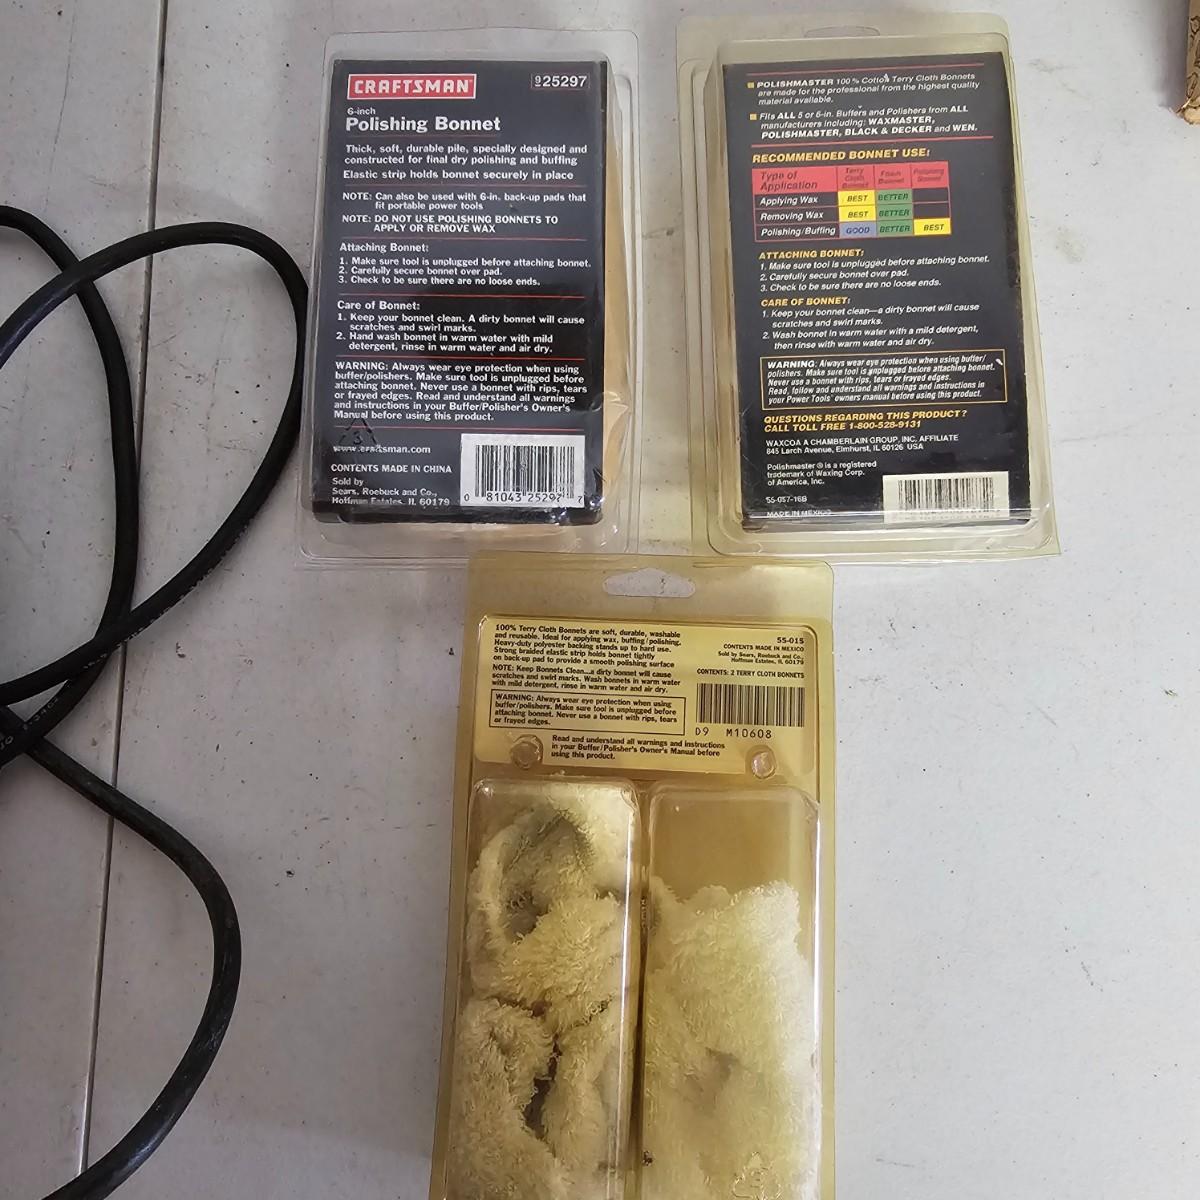 CRAFTSMAN
9 25297
6-inch
Polishing Bonnet
Thick, soft, durable pile, specially designed and
constructed for final dry polishing and buffing
Elastic strip holds bonnet securely in place
NOTE: Can also be used with 6-in. back-up pads that
fit portable power tools
NOTE: DO NOT USE POLISHING BONNETS TO
APPLY OR REMOVE WAX
Attaching Bonnet:
1. Make sure tool is unplugged before attaching bonnet.
2. Carefully secure bonnet over pad.
3. Check to be sure there are no loose ends.
Care of Bonnet:
1. Keep your bonnet clean. A dirty bonnet will cause
scratches and swirl marks.
2. Hand wash bonnet in warm water with mild
detergent, rinse in warm water and air dry.
WARNING: Always wear eye protection when using
buffer/polishers. Make sure tool is unplugged before
attaching bonnet. Never use a bonnet with rips, tears
or frayed edges. Read and understand all warnings
and instructions in your Buffer/Polisher's Owner's
Manual before using this product.
3
www.craftsman.com
CONTENTS MADE IN CHINA
Sold by
Sears, Roebuck and Co.,
Hoffman Estates, IL 60179
0 81043 25297 7
POLISHMASTER 100% Cotton Terry Cloth Bonnets
are made for the professional from the highest quality
material available.
Fits ALL 5 or 6-in. Buffers and Polishers from ALL
manufacturers including: WAXMASTER,
POLISHMASTER, BLACK & DECKER and WEN.
RECOMMENDED BONNET USE:
Type of Application Terry Cloth Bonnet Foam Bonnet Polishing Bonnet
Applying Wax BEST BETTER
Removing Wax BEST BETTER
Polishing/Buffing GOOD BETTER BEST
ATTACHING BONNET:
1. Make sure tool is unplugged before attaching bonnet.
2. Carefully secure bonnet over pad.
3. Check to be sure there are no loose ends.
CARE OF BONNET:
1. Keep your bonnet clean—a dirty bonnet will cause
scratches and swirl marks.
2. Wash bonnet in warm water with a mild detergent,
then rinse with warm water and air dry.
WARNING: Always wear eye protection when using buffer/
polishers. Make sure tool is unplugged before attaching bonnet.
Never use a bonnet with rips, tears or frayed edges.
Read, follow and understand all warnings and instructions in
your Power Tools' owners manual before using this product.
QUESTIONS REGARDING THIS PRODUCT?
CALL TOLL FREE 1-800-528-9131
WAXCOA A CHAMBERLAIN GROUP, INC. AFFILIATE
845 Larch Avenue, Elmhurst, IL 60126 USA
Polishmaster ® is a registered
trademark of Waxing Corp.
of America, Inc.
55-057-16B
MADE IN MEXICO
100% Terry Cloth Bonnets are soft, durable, washable
and reusable. Ideal for applying wax, buffing/polishing.
Heavy-duty polyester backing stands up to hard use.
Strong braided elastic strip holds bonnet tightly
on back-up pad to provide a smooth polishing surface
NOTE: Keep Bonnets Clean...a dirty bonnet will cause
scratches and swirl marks. Wash bonnets in warm water
with mild detergent, rinse in warm water and air dry.
WARNING: Always wear eye protection when using
buffer/polishers. Make sure tool is unplugged before
attaching bonnet. Never use a bonnet with rips, tears
or frayed edges.
Read and understand all warnings and instructions
in your Buffer/Polisher's Owner's Manual before
using this product.
55-015
CONTENTS MADE IN MEXICO
Sold by Sears, Roebuck and Co.,
Hoffman Estates, IL 60179
CONTENTS: 2 TERRY CLOTH BONNETS
D9 M10608